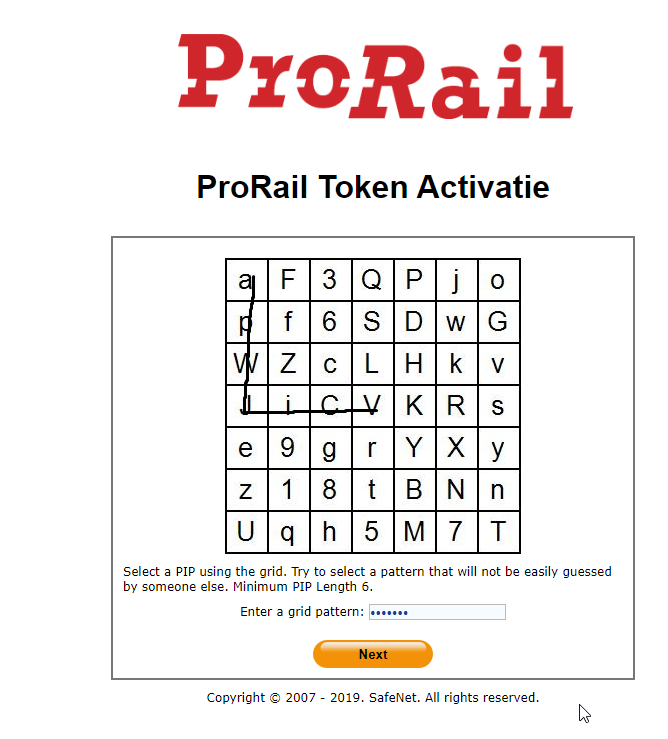 ProRail
ProRail Token Activatie
a F 3 Q P j o
p f 6 S D w G
W Z c L H k v
i C V K R s
e 9 g r Y X y
z 1 8 t B N n
U q h 5 M 7 T
Select a PIP using the grid. Try to select a pattern that will not be easily guessed
by someone else. Minimum PIP Length 6.
Enter a grid pattern: •••••••
Next
Copyright © 2007 - 2019. SafeNet. All rights reserved.